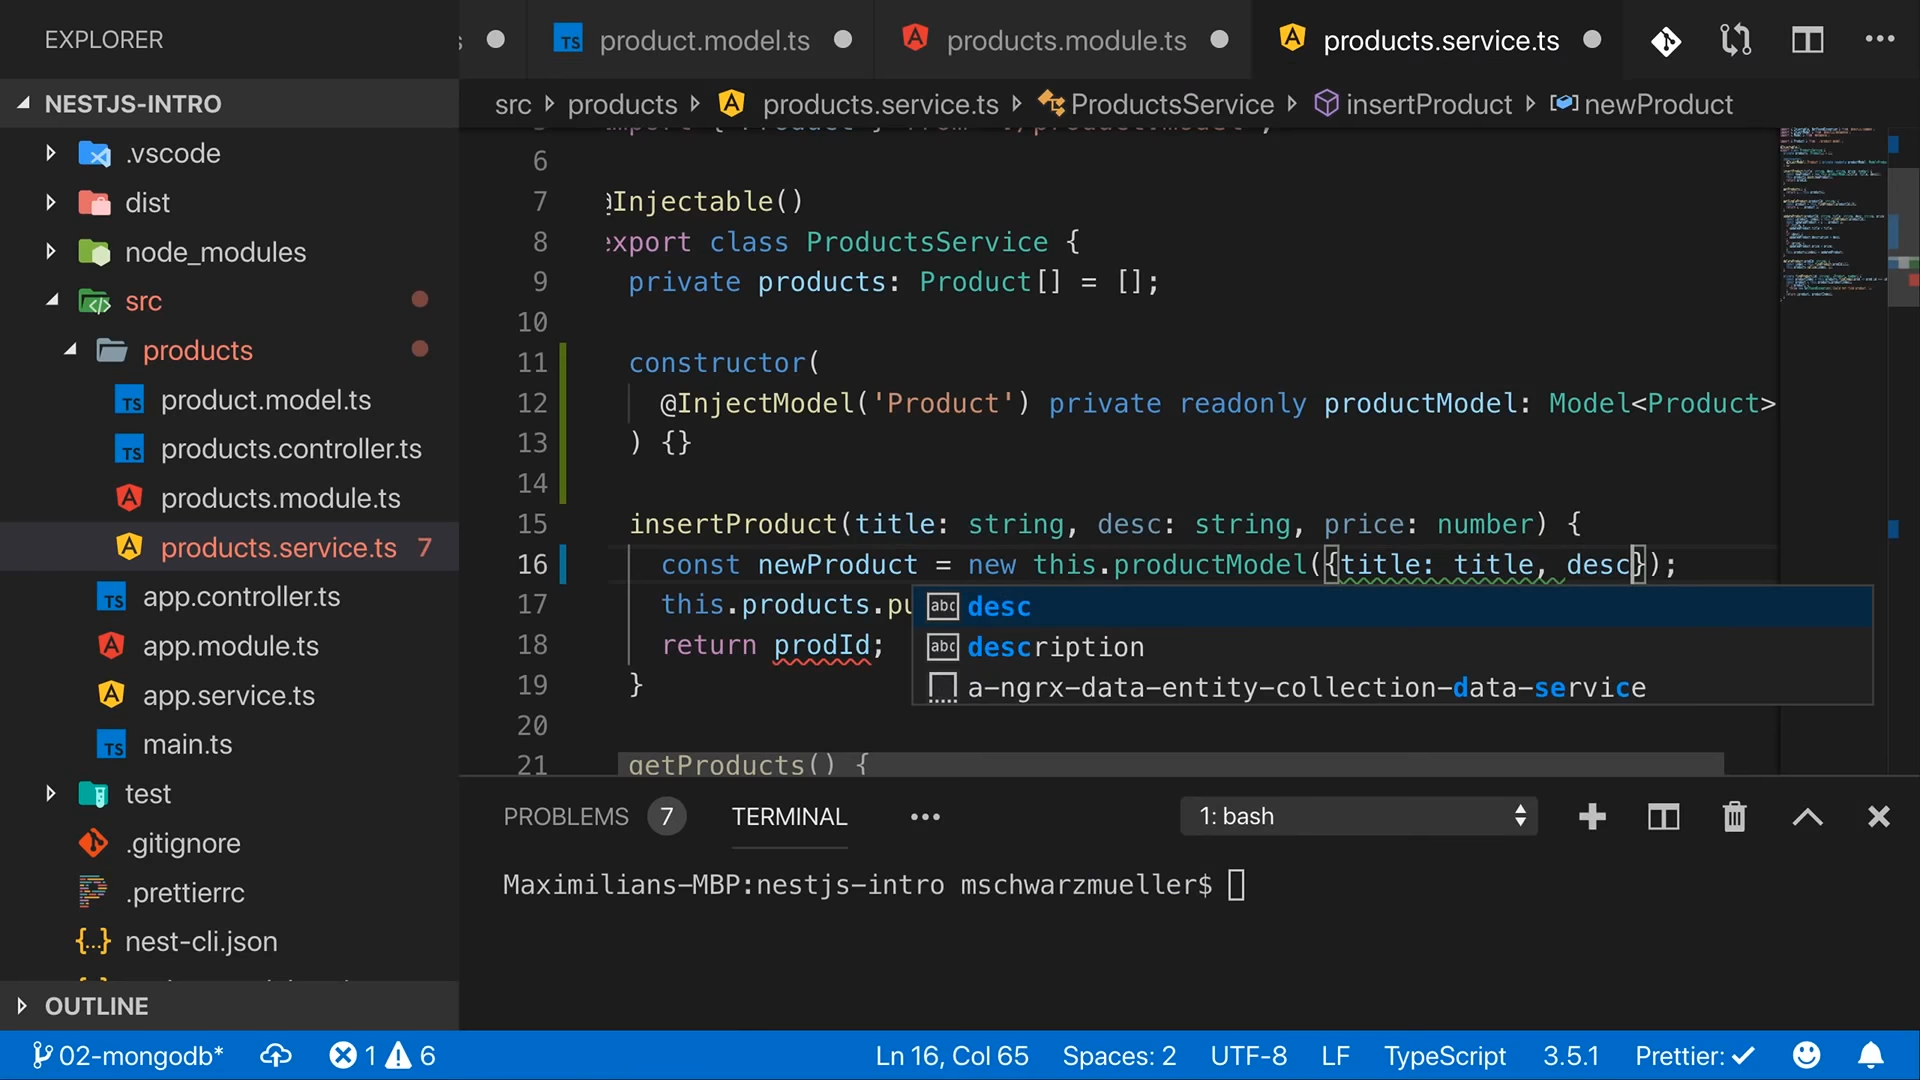 EXPLORER
product.model.ts
products.module.ts
products.service.ts
NESTJS-INTRO
src products products.service.ts ProductsService insertProduct newProduct
.vscode
dist
node_modules
src
products
product.model.ts
products.controller.ts
products.module.ts
products.service.ts 7
app.controller.ts
app.module.ts
app.service.ts
main.ts
test
.gitignore
.prettierrc
nest-cli.json
OUTLINE
6
7 @Injectable()
8 export class ProductsService {
9 private products: Product[] = [];
10
11 constructor(
12 @InjectModel('Product') private readonly productModel: Model<Product>
13 ) {}
14
15 insertProduct(title: string, desc: string, price: number) {
16 const newProduct = new this.productModel({title: title, desc});
17 this.products.pu
18 return prodId;
19 }
20
21 getProducts() {
abc desc
abc description
a-ngrx-data-entity-collection-data-service
PROBLEMS 7 TERMINAL ••• 1: bash
Maximilians-MBP:nestjs-intro mschwarzmueller$
02-mongodb* 1 6 Ln 16, Col 65 Spaces: 2 UTF-8 LF TypeScript 3.5.1 Prettier: ✓